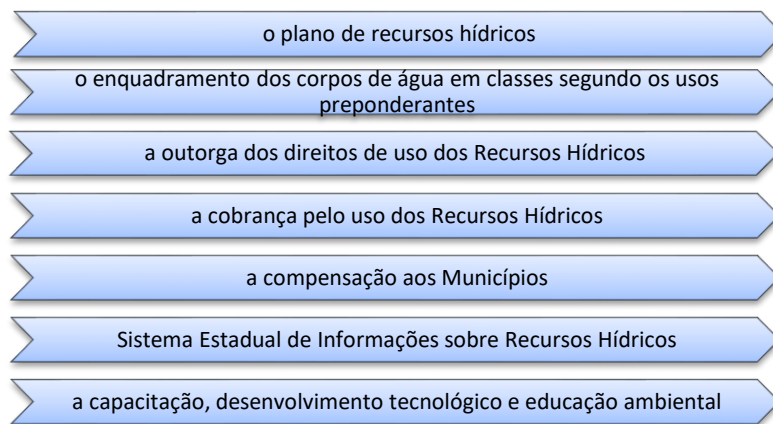 o plano de recursos hídricos
o enquadramento dos corpos de água em classes segundo os usos
preponderantes
a outorga dos direitos de uso dos Recursos Hídricos
a cobrança pelo uso dos Recursos Hídricos
a compensação aos Municípios
Sistema Estadual de Informações sobre Recursos Hídricos
a capacitação, desenvolvimento tecnológico e educação ambiental